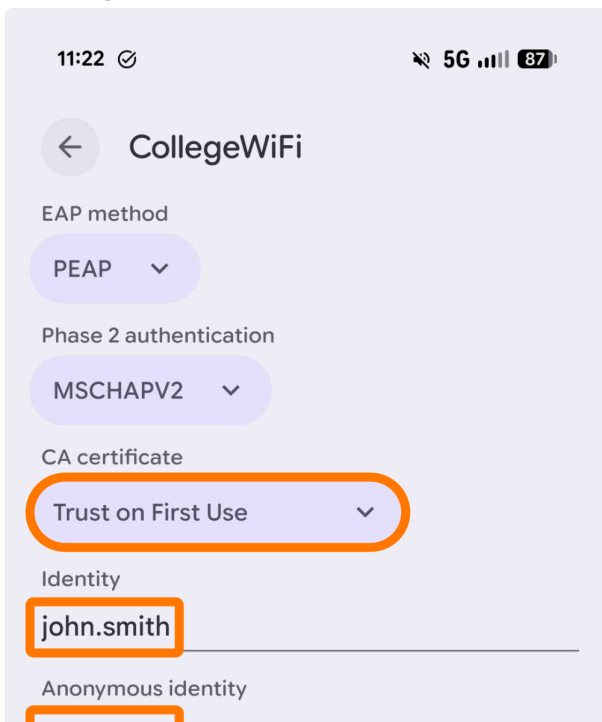 11:22 5G 87
CollegeWiFi
EAP method
PEAP
Phase 2 authentication
MSCHAPV2
CA certificate
Trust on First Use
Identity
john.smith
Anonymous identity